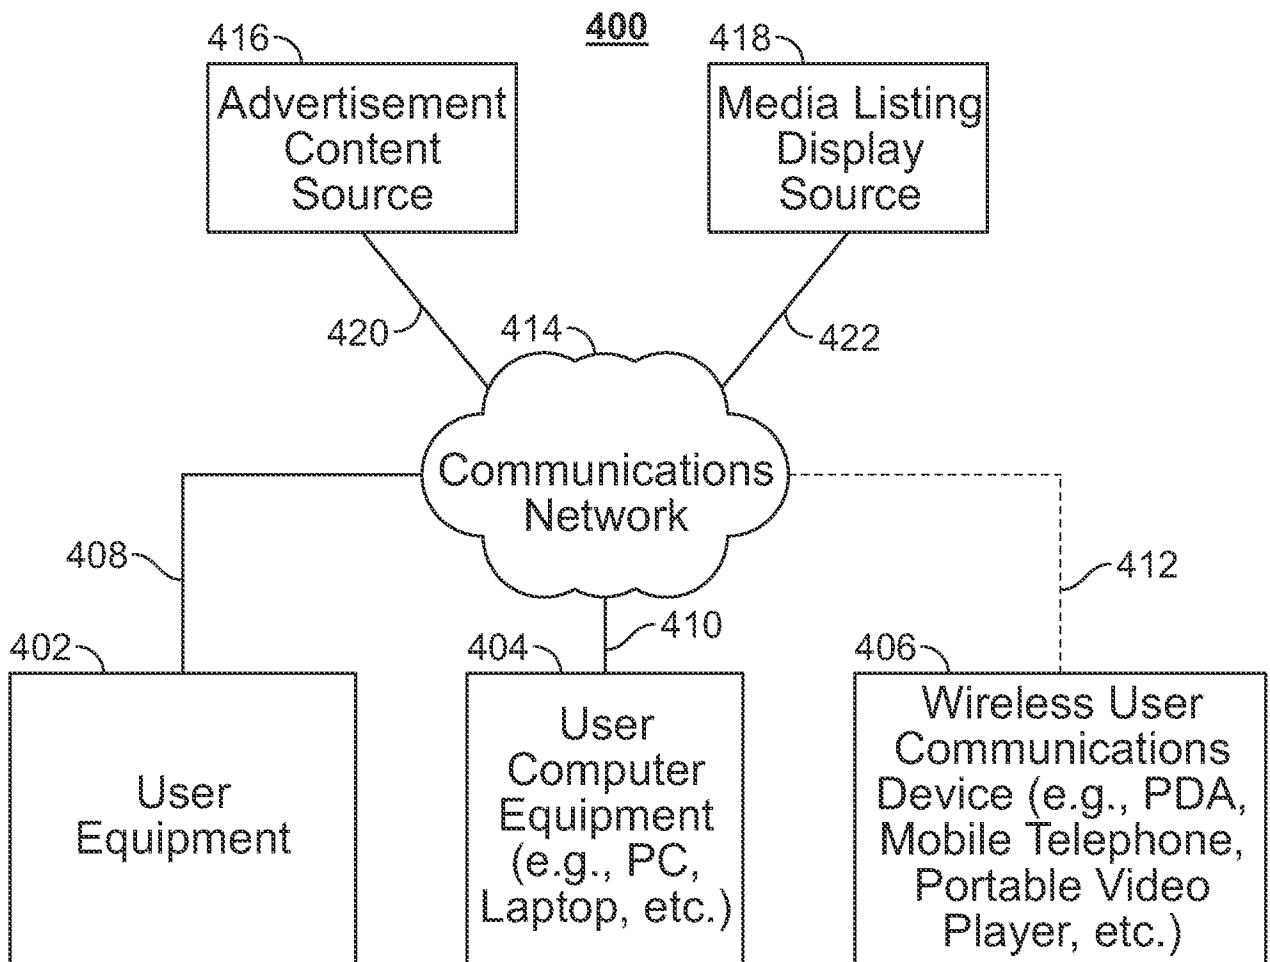 400
416
418
Advertisement
Content
Source
Media Listing
Display
Source
420
414
422
Communications
Network
408
410
412
402
404
406
User
Equipment
User
Computer
Equipment
(e.g., PC,
Laptop, etc.)
Wireless User
Communications
Device (e.g., PDA,
Mobile Telephone,
Portable Video
Player, etc.)